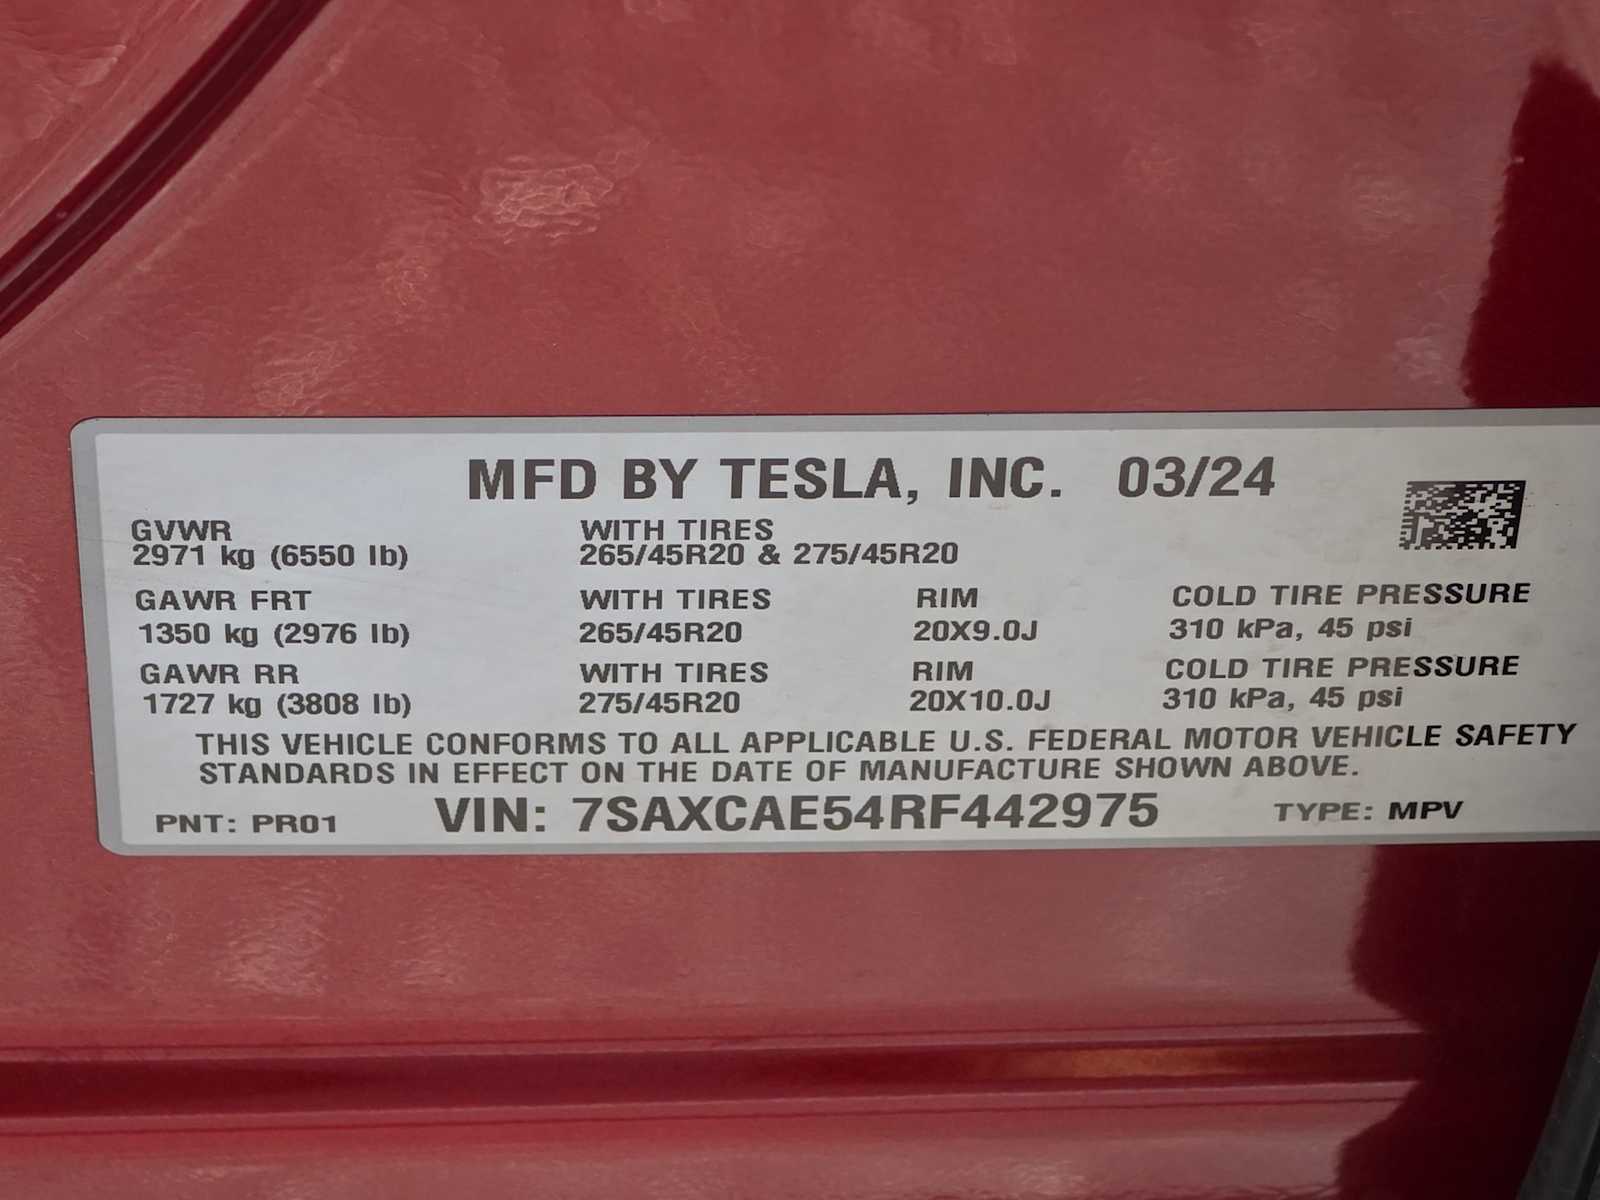 MFD BY TESLA, INC. 03/24
GVWR WITH TIRES
2971 kg (6550 lb) 265/45R20 & 275/45R20
GAWR FRT WITH TIRES RIM COLD TIRE PRESSURE
1350 kg (2976 lb) 265/45R20 20X9.0J 310 kPa, 45 psi
GAWR RR WITH TIRES RIM COLD TIRE PRESSURE
1727 kg (3808 lb) 275/45R20 20X10.0J 310 kPa, 45 psi
THIS VEHICLE CONFORMS TO ALL APPLICABLE U.S. FEDERAL MOTOR VEHICLE SAFETY
STANDARDS IN EFFECT ON THE DATE OF MANUFACTURE SHOWN ABOVE.
PNT: PR01 VIN: 7SAXCAE54RF442975 TYPE: MPV